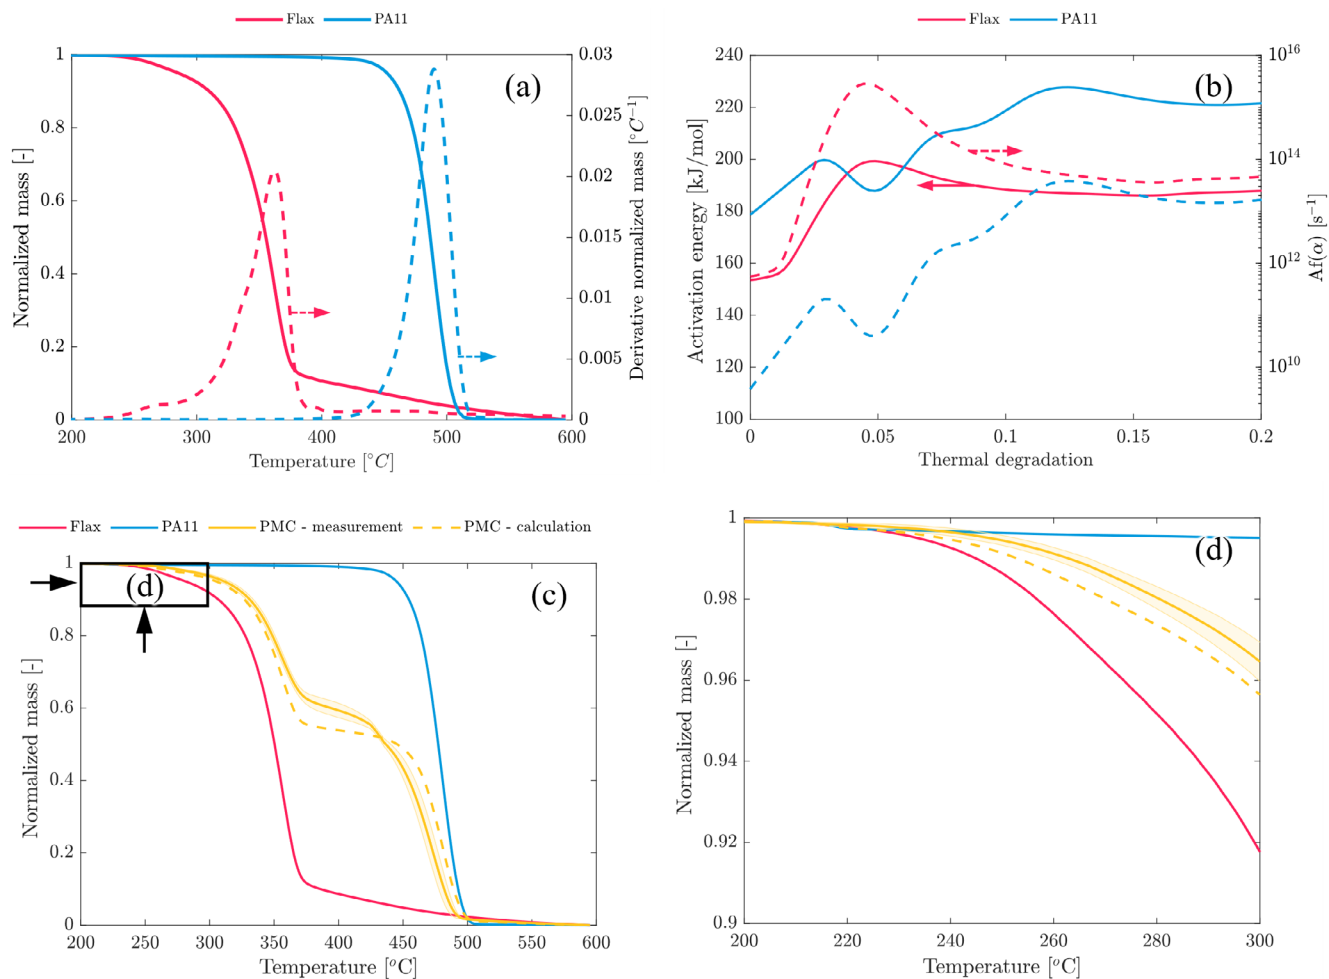 Flax PA11
(a)
1
0.8
0.6
0.4
0.2
0
Normalized mass [-]
0.03
0.025
0.02
0.015
0.01
0.005
0
Derivative normalized mass [°C⁻¹]
200 300 400 500 600
Temperature [°C]
Flax PA11
(b)
240
220
200
180
160
140
120
100
Activation energy [kJ/mol]
10¹⁶
10¹⁴
10¹²
10¹⁰
Af(α) [s⁻¹]
0 0.05 0.1 0.15 0.2
Thermal degradation
Flax PA11 PMC - measurement PMC - calculation
(d)
(c)
1
0.8
0.6
0.4
0.2
0
Normalized mass [-]
200 250 300 350 400 450 500 550 600
Temperature [°C]
(d)
1
0.98
0.96
0.94
0.92
0.9
Normalized mass [-]
200 220 240 260 280 300
Temperature [°C]